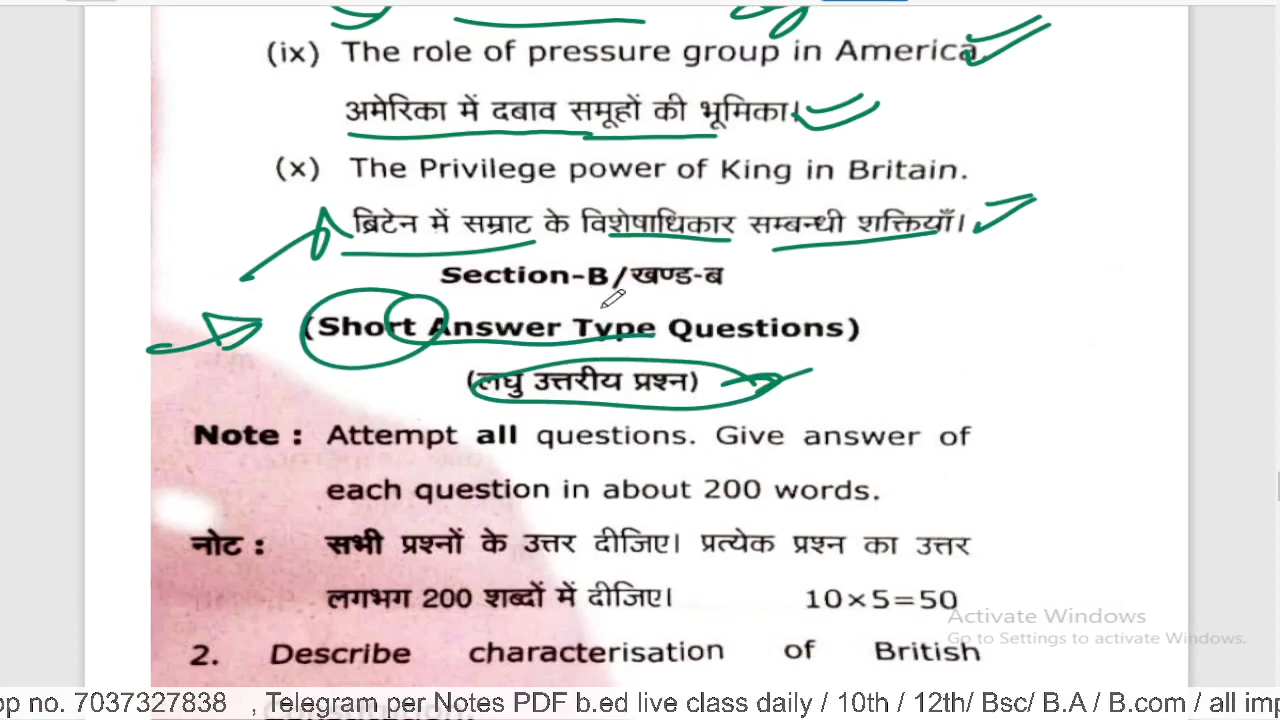 (ix) The role of pressure group in America.
अमेरिका में दबाव समूहों की भूमिका।
(x) The Privilege power of King in Britain.
ब्रिटेन में सम्राट के विशेषाधिकार सम्बन्धी शक्तियाँ।
Section-B/खण्ड-ब
(Short Answer Type Questions)
(लघु उत्तरीय प्रश्न)
Note : Attempt all questions. Give answer of
each question in about 200 words.
नोट : सभी प्रश्नों के उत्तर दीजिए। प्रत्येक प्रश्न का उत्तर
लगभग 200 शब्दों में दीजिए। 10×5=50
Activate Windows
Go to Settings to activate Windows.
2. Describe characterisation of British
op no. 7037327838 , Telegram per Notes PDF b.ed live class daily / 10th / 12th/ Bsc/ B.A / B.com / all imp